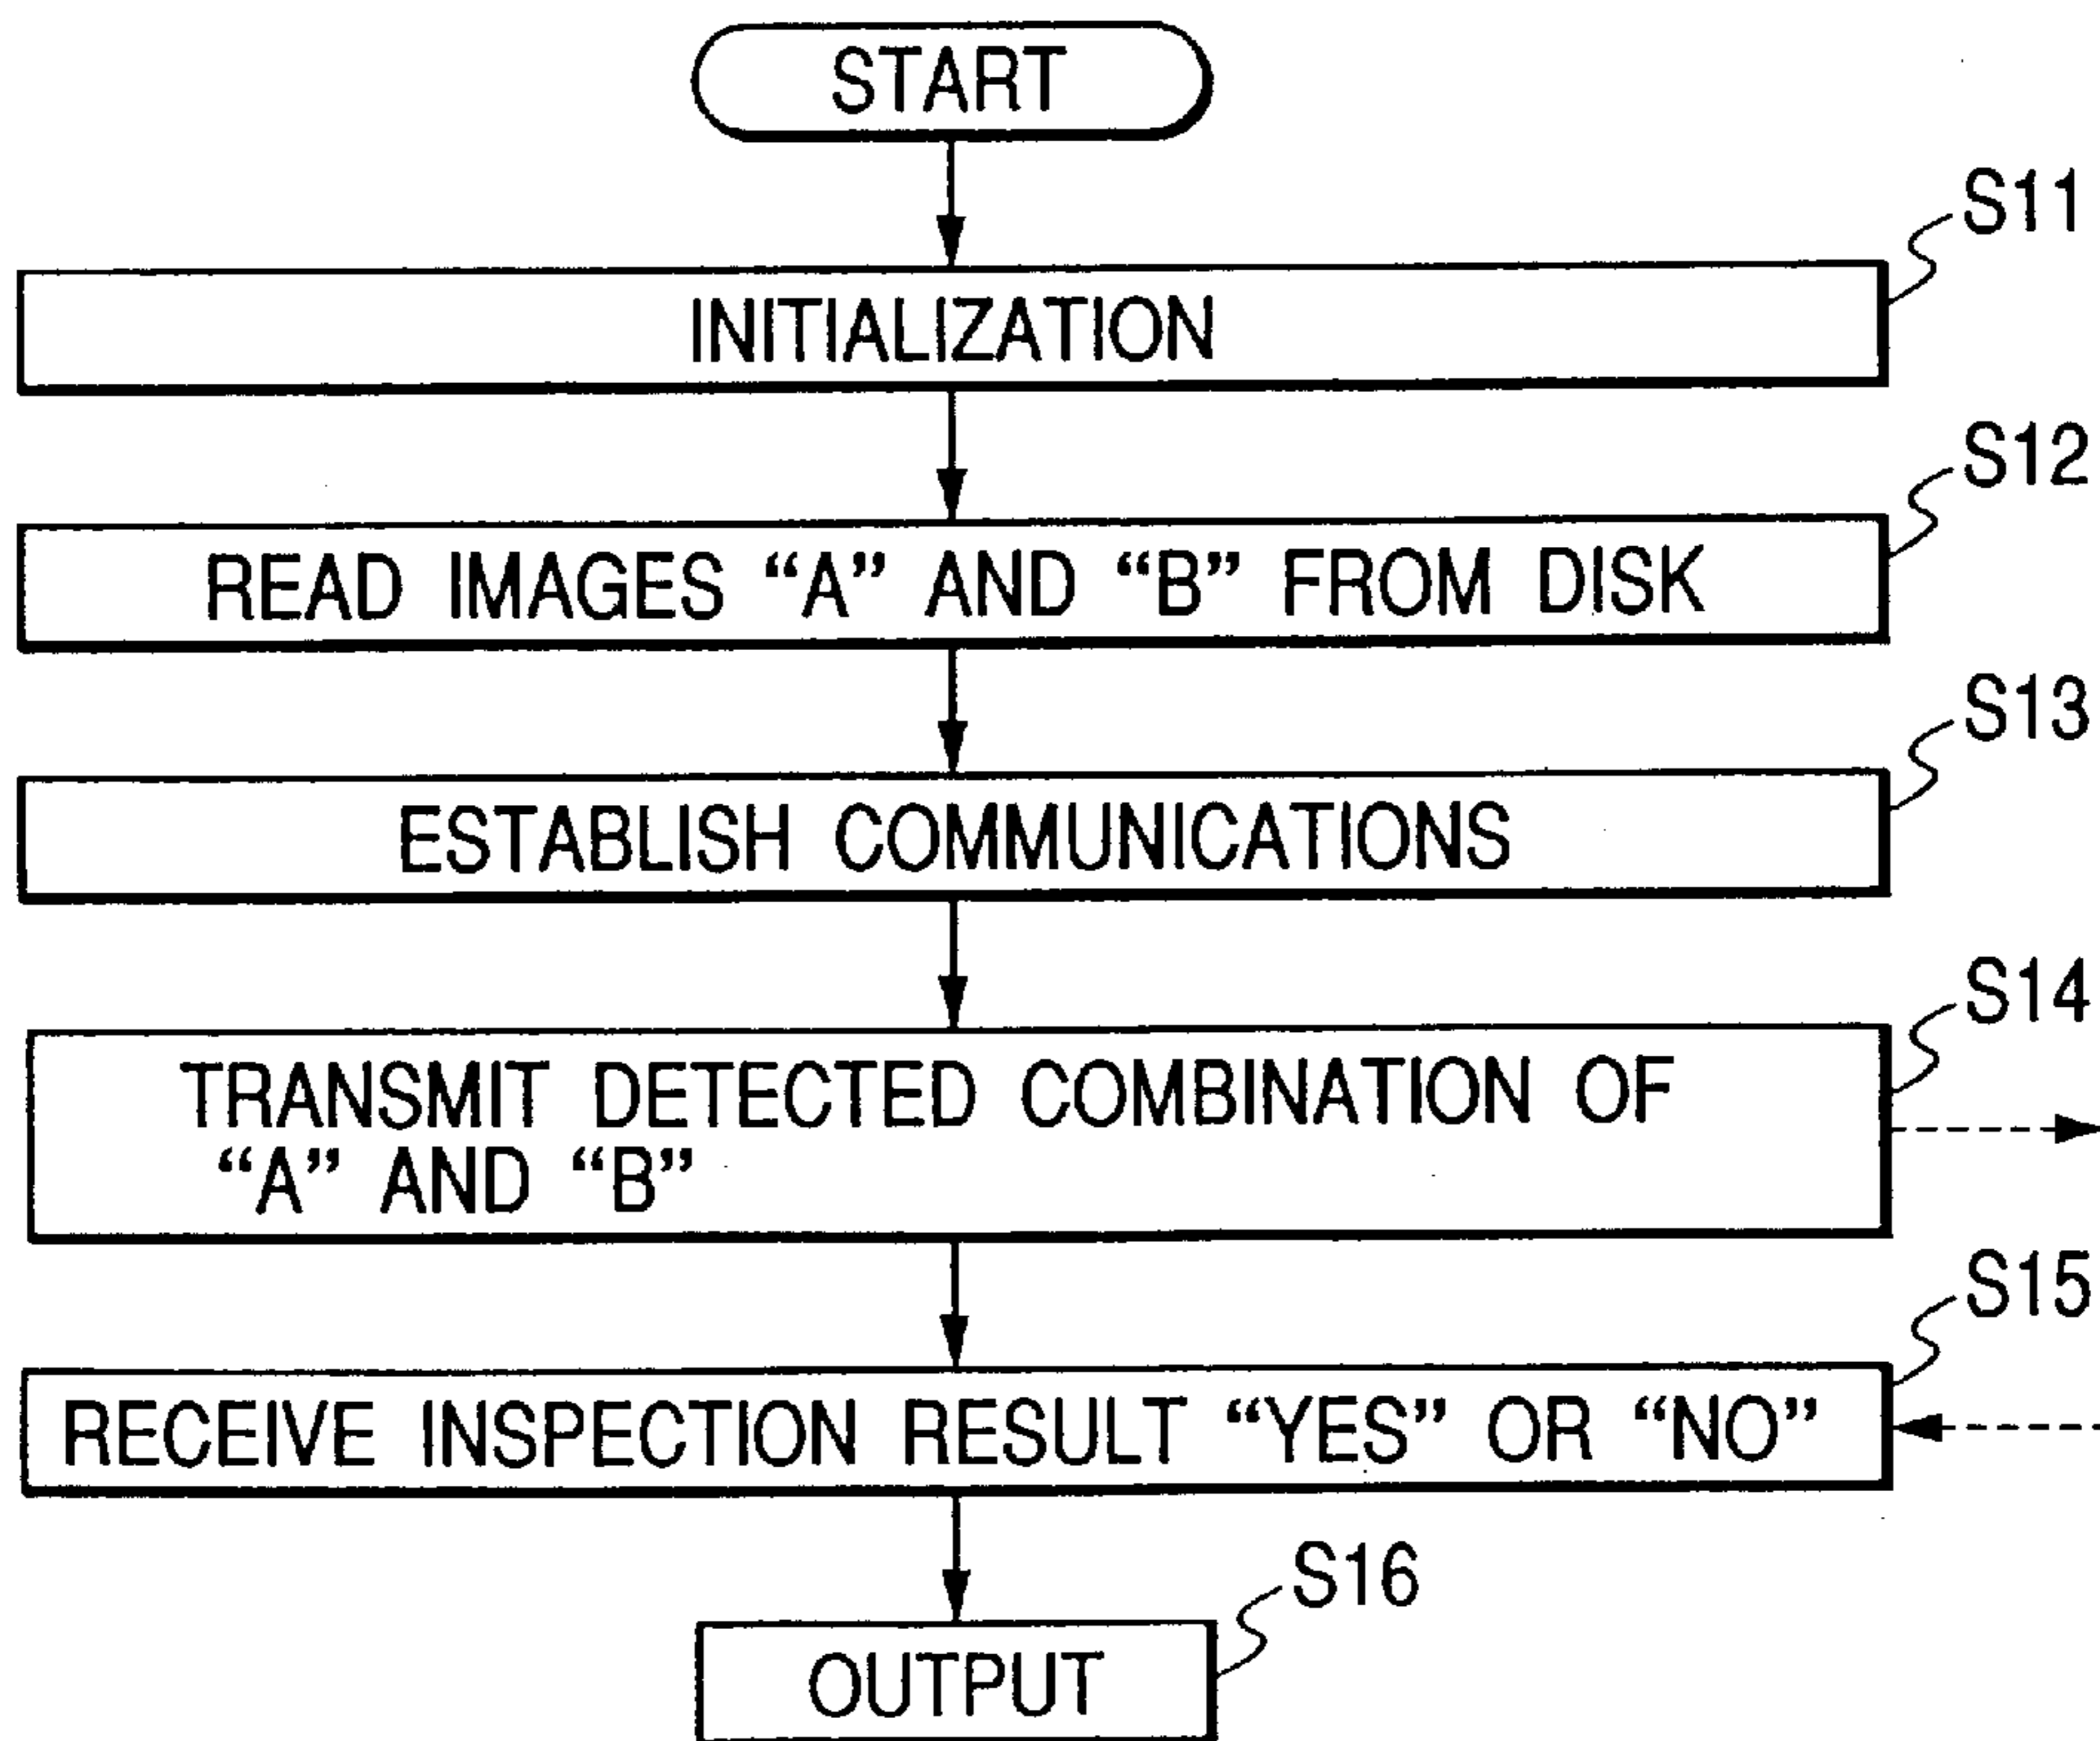 START
S11
INITIALIZATION
S12
READ IMAGES “A” AND “B” FROM DISK
S13
ESTABLISH COMMUNICATIONS
S14
TRANSMIT DETECTED COMBINATION OF
“A” AND “B”
S15
RECEIVE INSPECTION RESULT “YES” OR “NO”
S16
OUTPUT